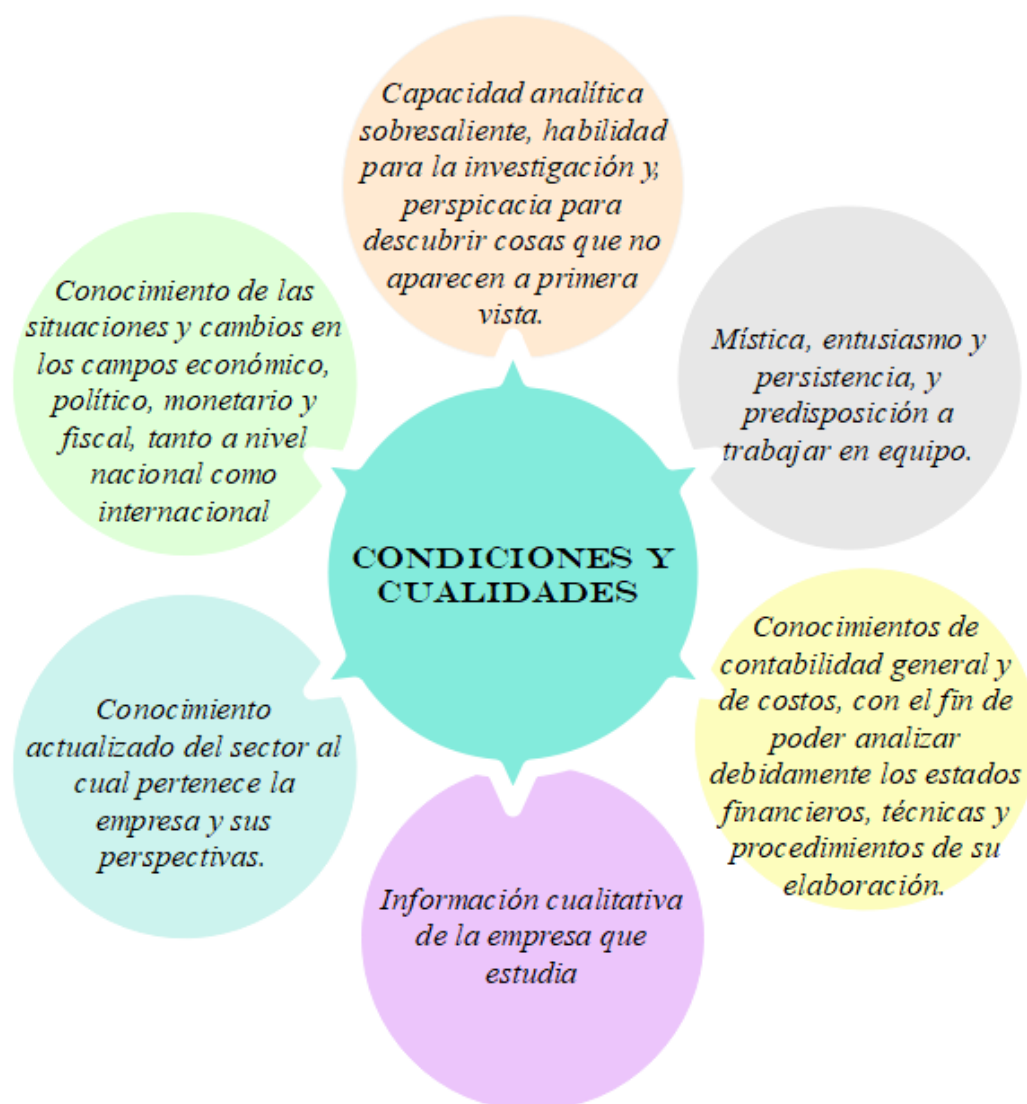 Capacidad analítica
sobresaliente, habilidad
para la investigación y,
perspicacia para
descubrir cosas que no
aparecen a primera
vista.
Mística, entusiasmo y
persistencia, y
predisposición a
trabajar en equipo.
Conocimientos de
contabilidad general y
de costos, con el fin de
poder analizar
debidamente los estados
financieros, técnicas y
procedimientos de su
elaboración.
Información cualitativa
de la empresa que
estudia
Conocimiento
actualizado del sector al
cual pertenece la
empresa y sus
perspectivas.
Conocimiento de las
situaciones y cambios en
los campos económico,
político, monetario y
fiscal, tanto a nivel
nacional como
internacional
CONDICIONES Y
CUALIDADES